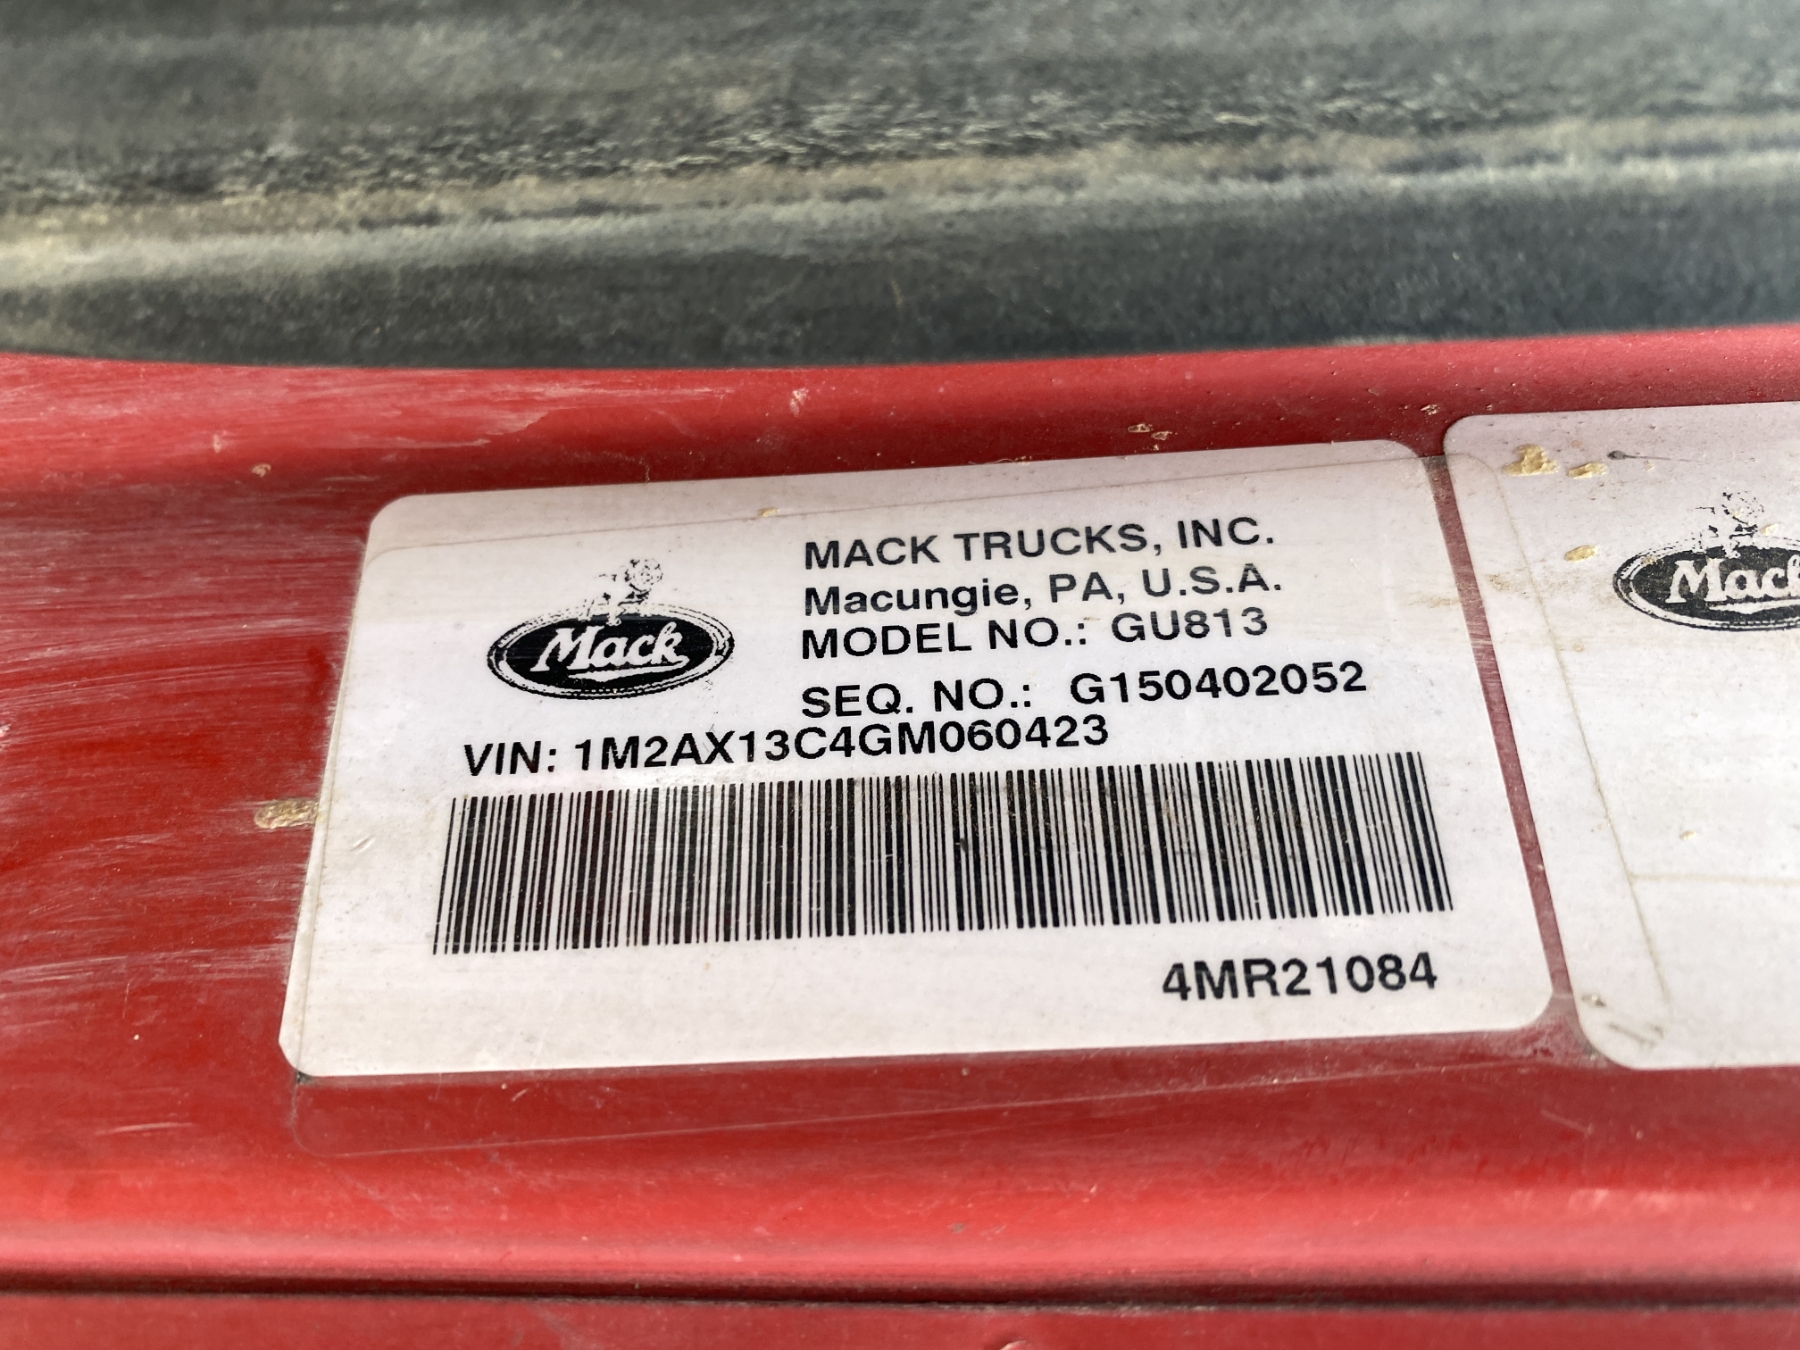 MACK TRUCKS, INC.
Macungie, PA, U.S.A.
MODEL NO.: GU813
SEQ. NO.: G150402052
VIN: 1M2AX13C4GM060423
4MR21084
Mack
Mack